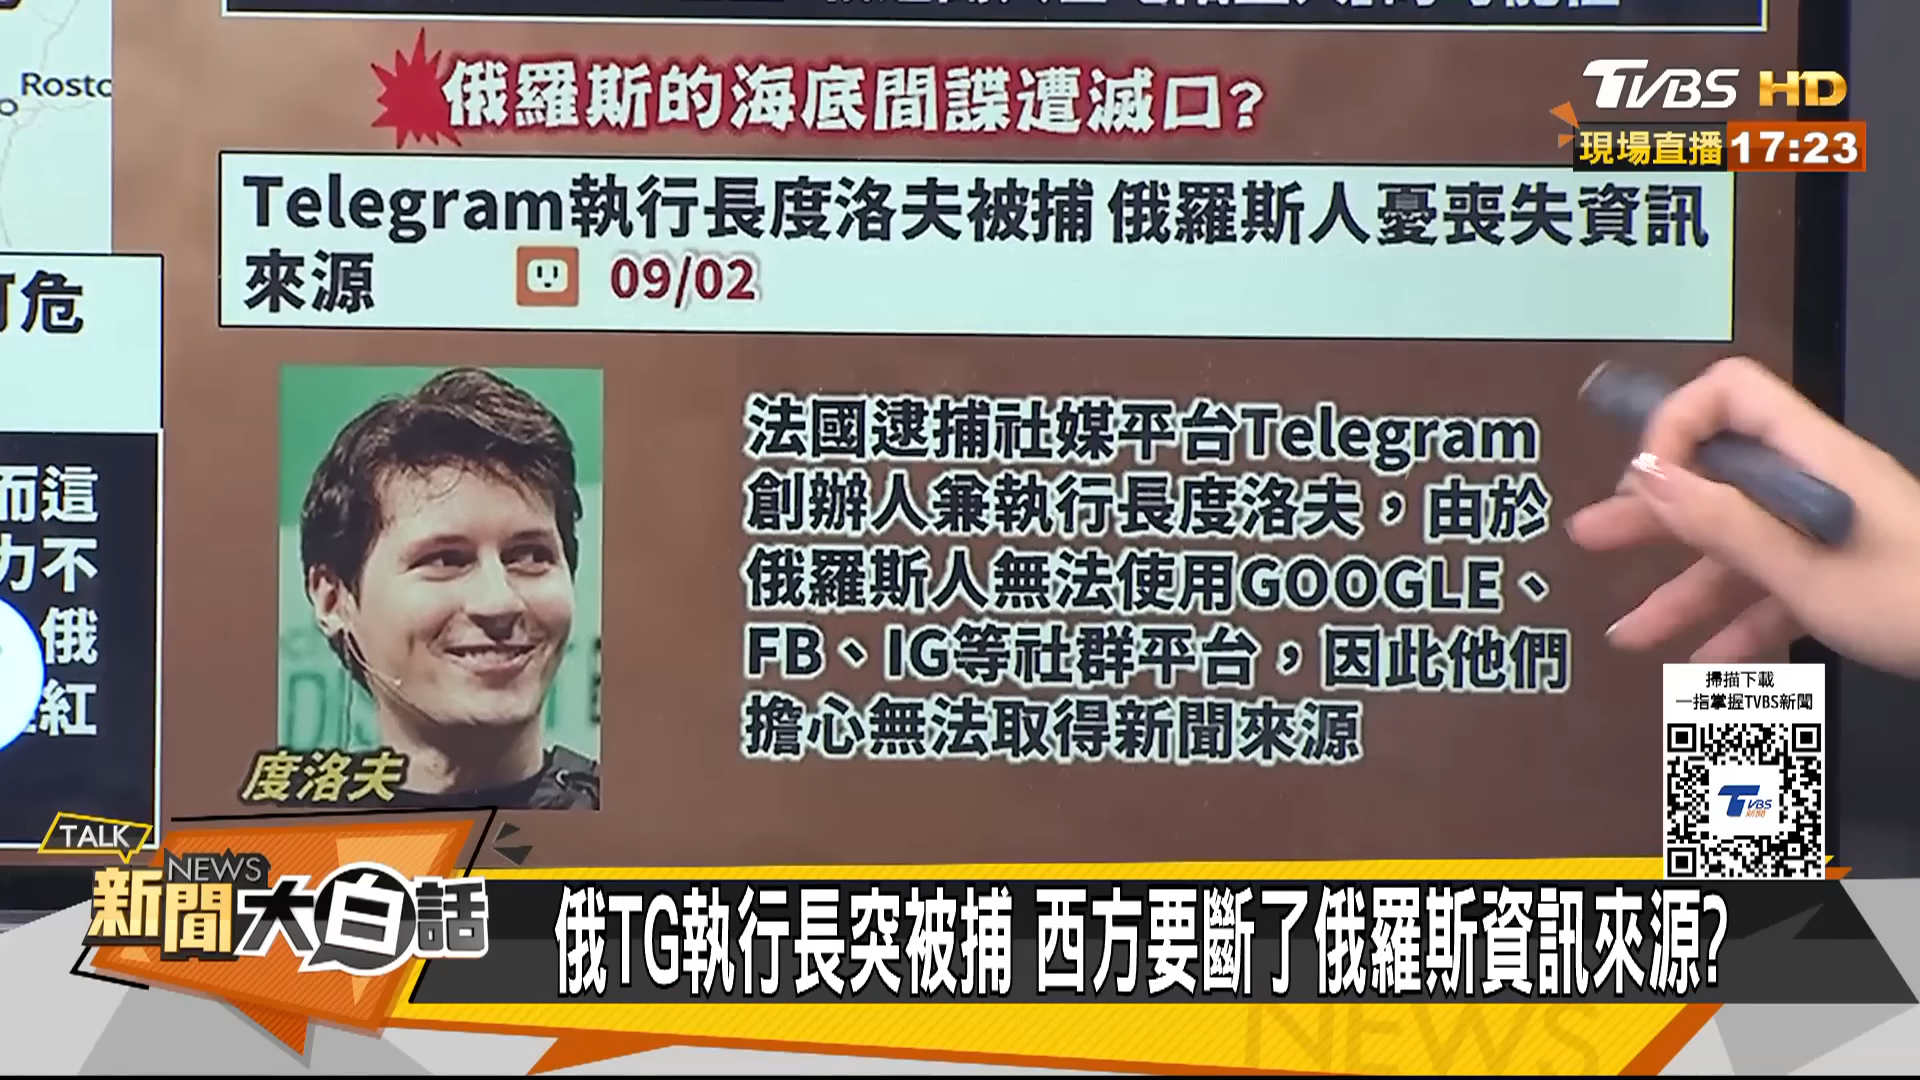 Rosto
俄羅斯的海底間諜遭滅口?
TVBS HD
現場直播 17:23
Telegram執行長度洛夫被捕 俄羅斯人憂喪失資訊
來源 09/02
危
而這
力不
俄
紅
法國逮捕社媒平台Telegram
創辦人兼執行長度洛夫，由於
俄羅斯人無法使用GOOGLE、
FB、IG等社群平台，因此他們
擔心無法取得新聞來源
度洛夫
掃描下載
一指掌握TVBS新聞
TVBS
新聞
TALK
NEWS
新聞大白話
俄TG執行長突被捕 西方要斷了俄羅斯資訊來源?
NEWS